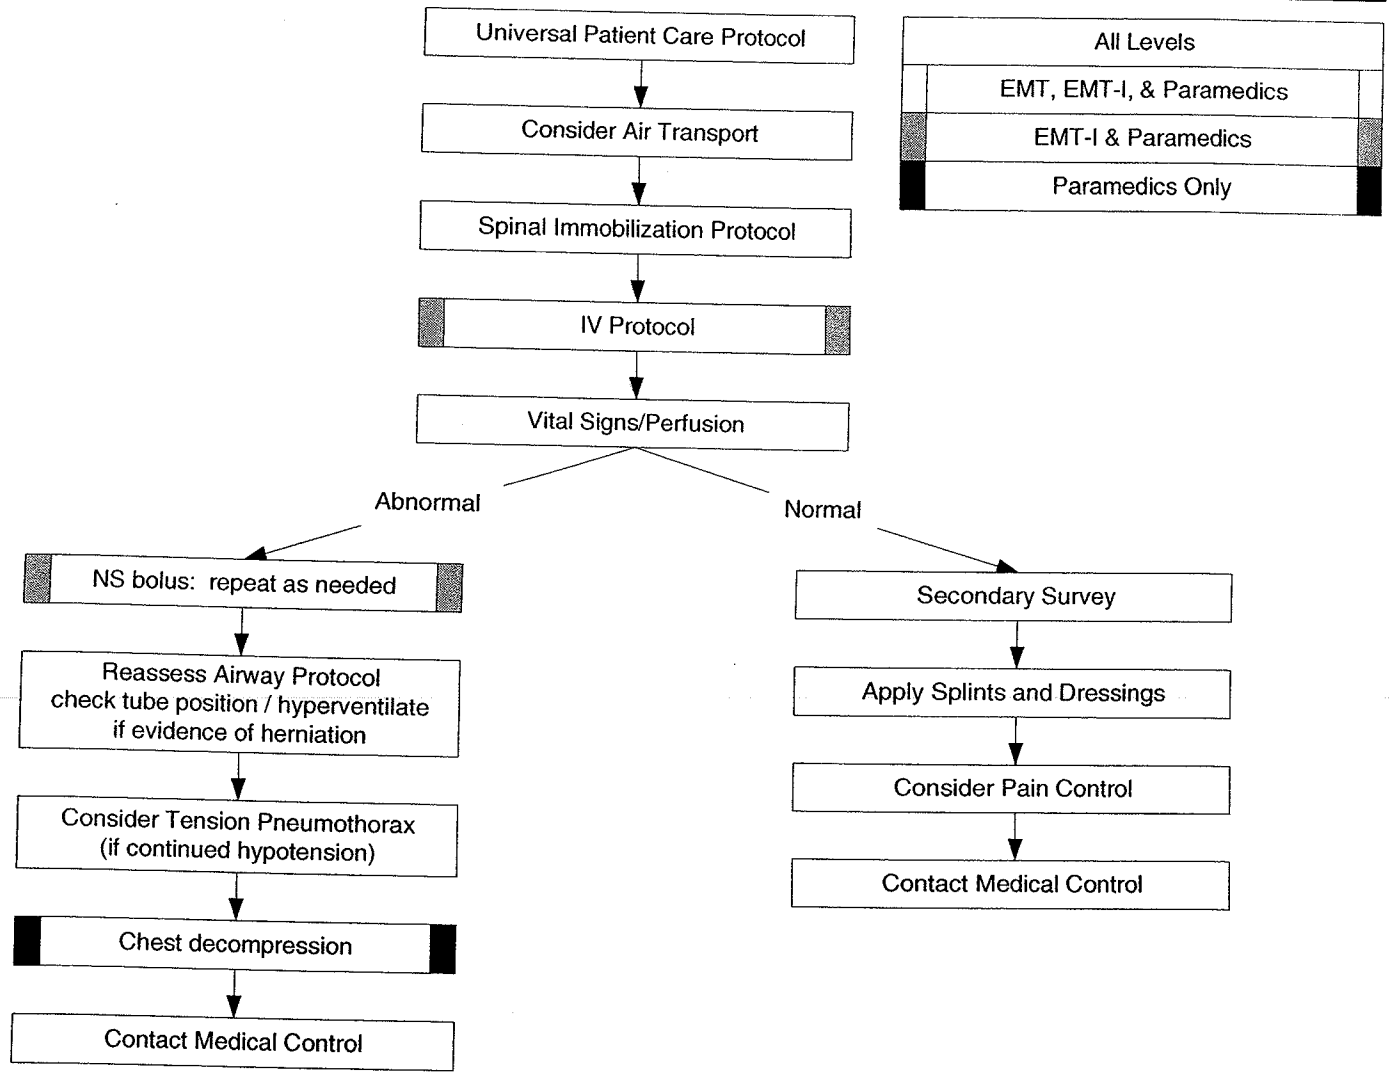 Universal Patient Care Protocol
Consider Air Transport
Spinal Immobilization Protocol
IV Protocol
Vital Signs/Perfusion
All Levels
EMT, EMT-I, & Paramedics
EMT-I & Paramedics
Paramedics Only
Abnormal
NS bolus: repeat as needed
Reassess Airway Protocol
check tube position / hyperventilate
if evidence of herniation
Consider Tension Pneumothorax
(if continued hypotension)
Chest decompression
Contact Medical Control
Normal
Secondary Survey
Apply Splints and Dressings
Consider Pain Control
Contact Medical Control